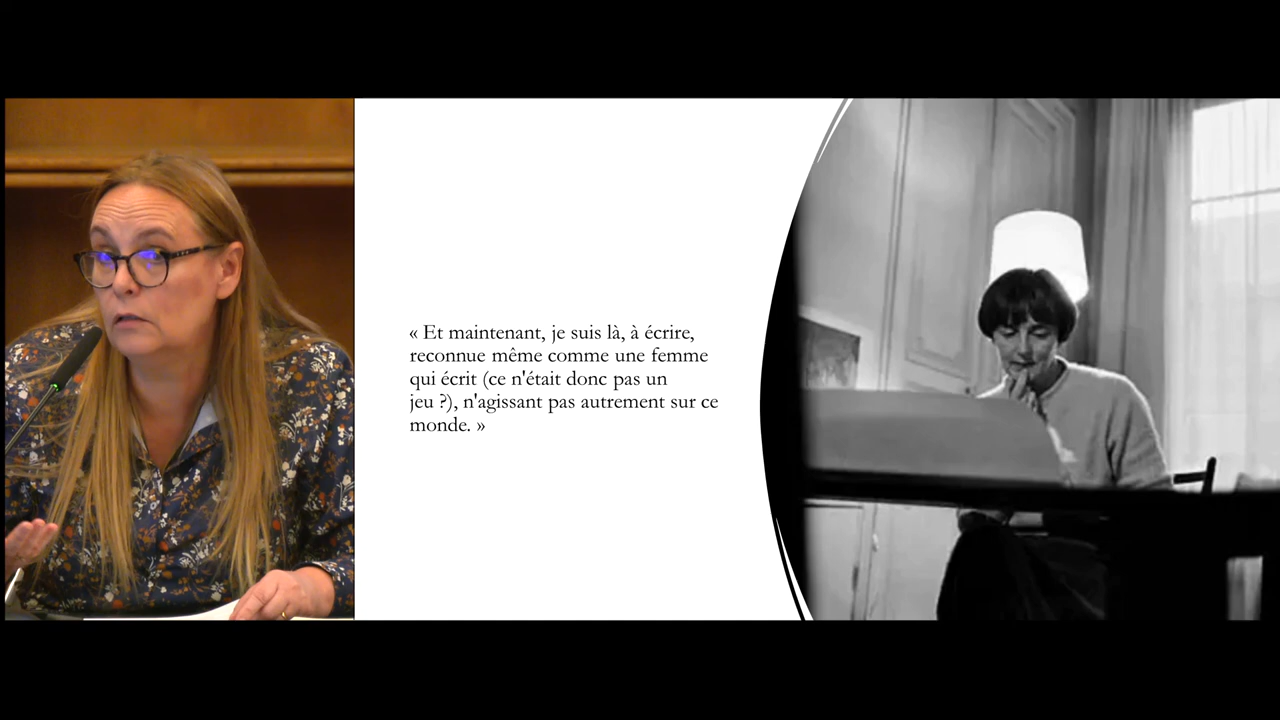 « Et maintenant, je suis là, à écrire,
reconnue même comme une femme
qui écrit (ce n'était donc pas un
jeu ?), n'agissant pas autrement sur ce
monde. »